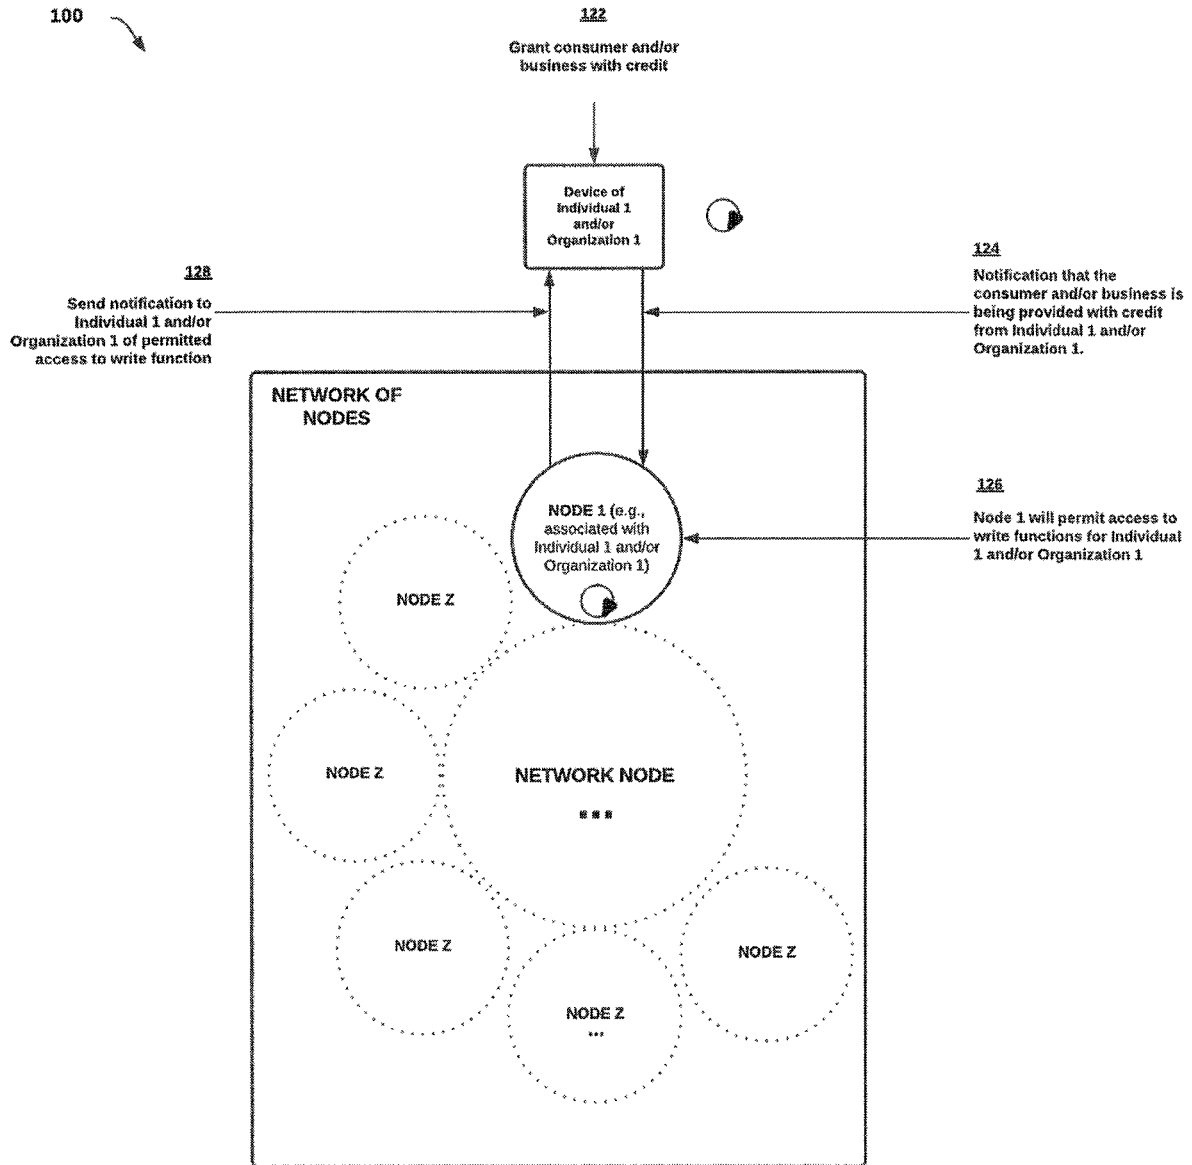 100
122
Grant consumer and/or
business with credit
Device of
Individual 1
and/or
Organization 1
124
Notification that the
consumer and/or business is
being provided with credit
from Individual 1 and/or
Organization 1.
128
Send notification to
Individual 1 and/or
Organization 1 of permitted
access to write function
NETWORK OF
NODES
126
Node 1 will permit access to
write functions for Individual
1 and/or Organization 1
NODE 1 (e.g.,
associated with
Individual 1 and/or
Organization 1)
NODE Z
NODE Z
NETWORK NODE
...
NODE Z
NODE Z
NODE Z
...